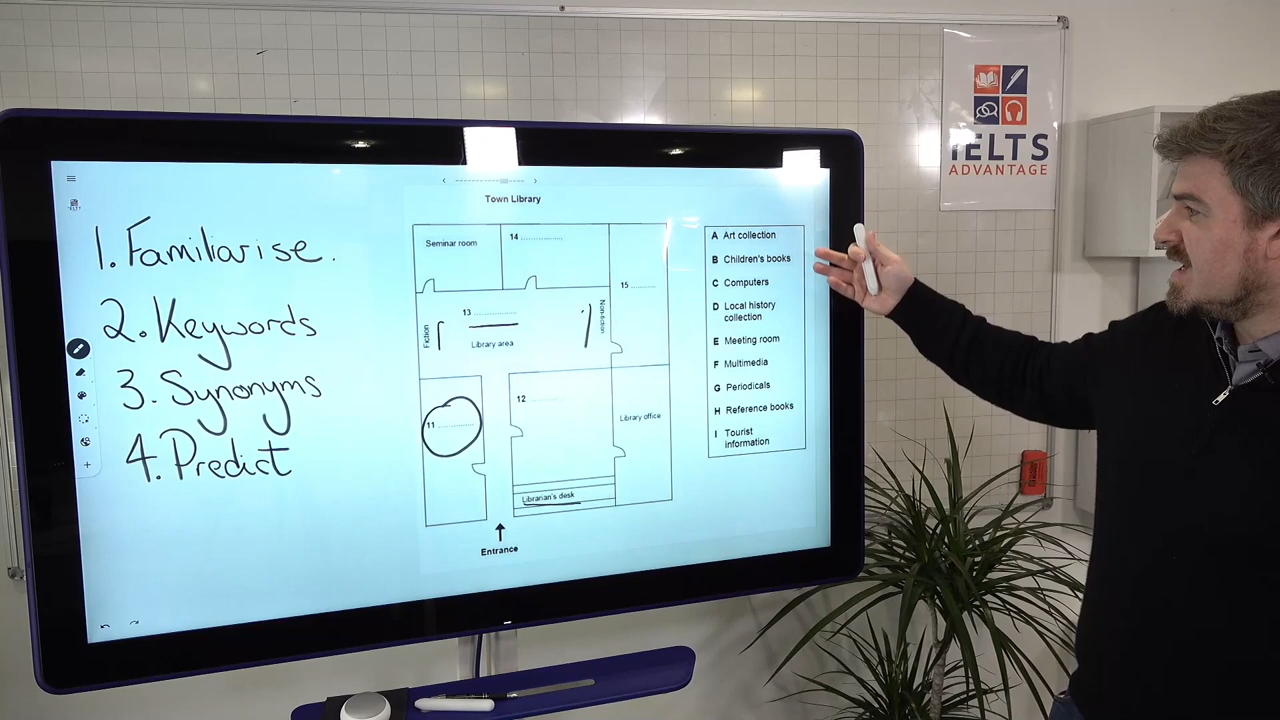 IELTS
ADVANTAGE
Town Library
1. Familiarise.
2. Keywords
3. Synonyms
4. Predict
Seminar room
14 ................
15 ..........
13 ................
Library area
Fiction
Non-fiction
11 ..............
12 ..............
Library office
Librarian's desk
Entrance
A Art collection
B Children's books
C Computers
D Local history
collection
E Meeting room
F Multimedia
G Periodicals
H Reference books
I Tourist
information